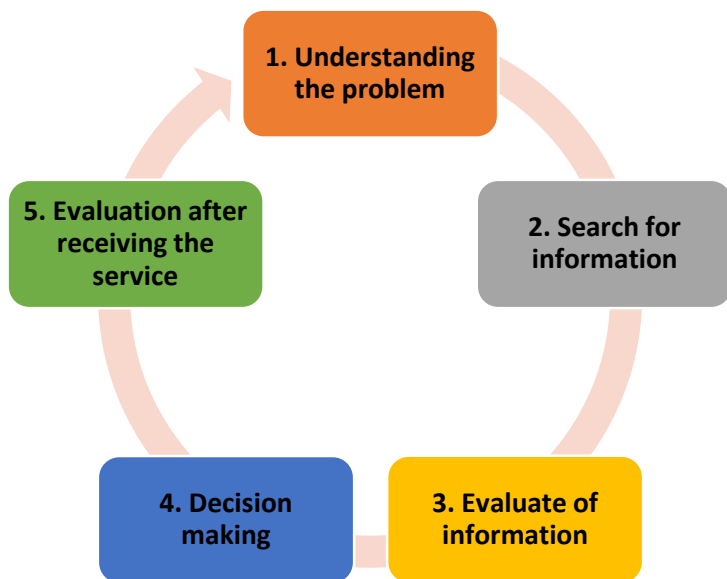 1. Understanding
the problem
2. Search for
information
3. Evaluate of
information
4. Decision
making
5. Evaluation after
receiving the
service